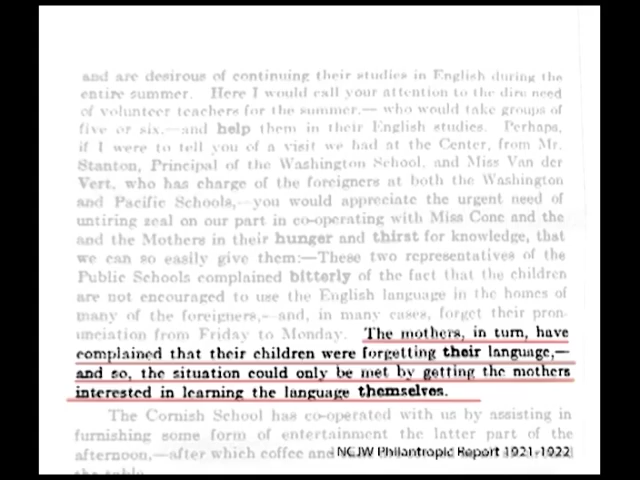 and are desirous of continuing their studies in English during the
entire summer. Here I would call your attention to the dire need
of volunteer teachers for the summer,— who would take groups of
five or six,—and help them in their English studies. Perhaps,
if I were to tell you of a visit we had at the Center, from Mr.
Stanton, Principal of the Washington School, and Miss Van der
Vert, who has charge of the foreigners at both the Washington
and Pacific Schools,—you would appreciate the urgent need of
untiring zeal on our part in co-operating with Miss Cone and the
and the Mothers in their hunger and thirst for knowledge, that
we can so easily give them:—These two representatives of the
Public Schools complained bitterly of the fact that the children
are not encouraged to use the English language in the homes of
many of the foreigners,—and, in many cases, forget their pron-
unciation from Friday to Monday. The mothers, in turn, have
complained that their children were forgetting their language,—
and so, the situation could only be met by getting the mothers
interested in learning the language themselves.
The Cornish School has co-operated with us by assisting in
furnishing some form of entertainment the latter part of the
afternoon,—after which coffee and
NCJW Philantropic Report 1921-1922
the table.